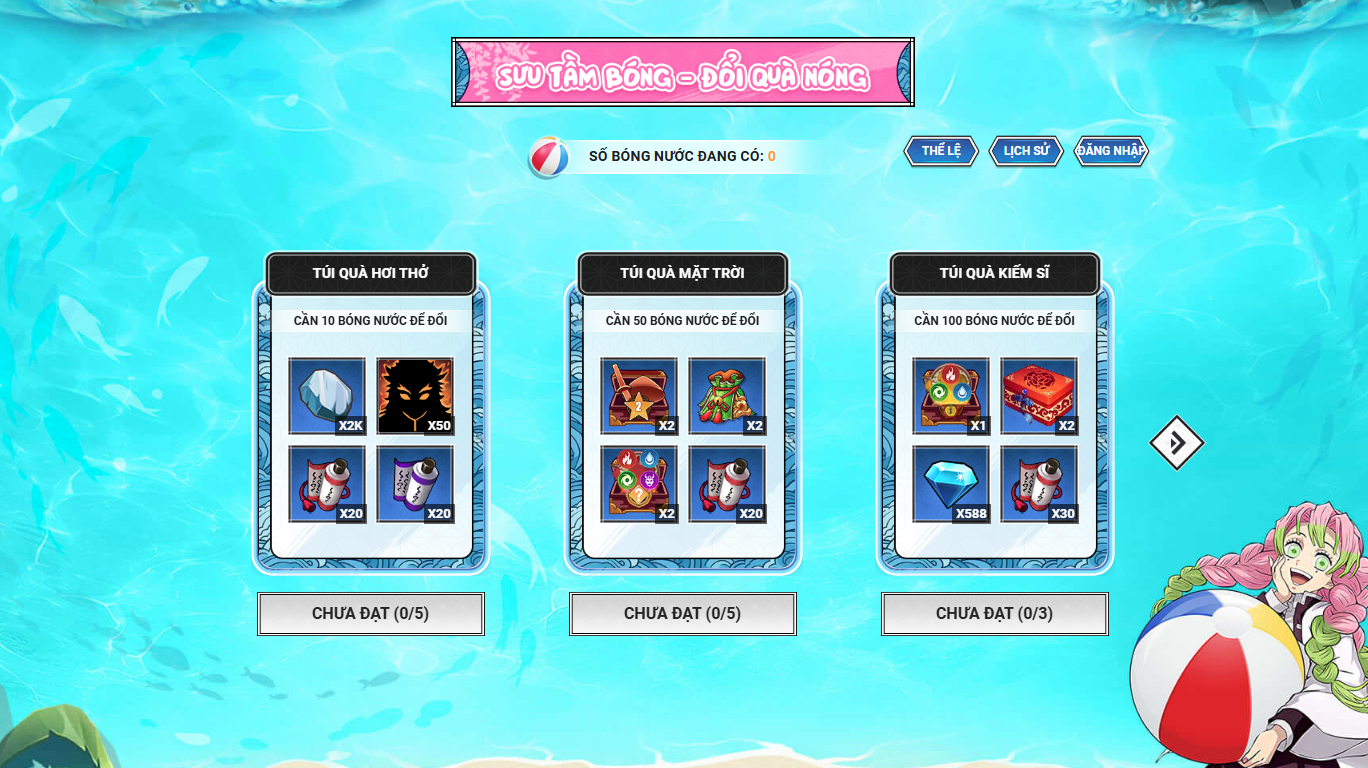 SƯU TẦM BÓNG - ĐỔI QUÀ NÓNG
SỐ BÓNG NƯỚC ĐANG CÓ: 0
THỂ LỆ
LỊCH SỬ
ĐĂNG NHẬP
TÚI QUÀ HƠI THỞ
CẦN 10 BÓNG NƯỚC ĐỂ ĐỔI
X2K
X50
X20
X20
CHƯA ĐẠT (0/5)
TÚI QUÀ MẶT TRỜI
CẦN 50 BÓNG NƯỚC ĐỂ ĐỔI
2
X2
X2
?
X2
X20
CHƯA ĐẠT (0/5)
TÚI QUÀ KIẾM SĨ
CẦN 100 BÓNG NƯỚC ĐỂ ĐỔI
X1
X2
X588
X30
CHƯA ĐẠT (0/3)